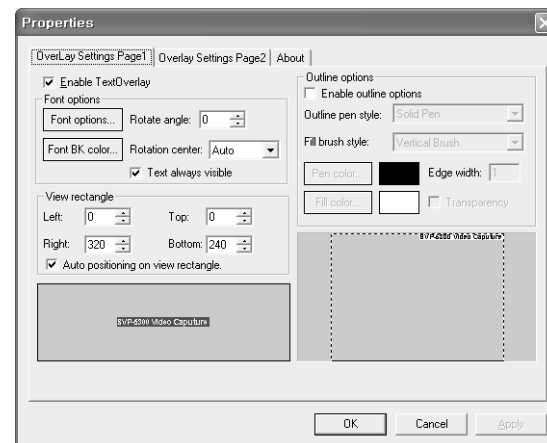 Properties
OverLay Settings Page1
Overlay Settings Page2
About
Enable TextOverlay
Font options
Font options...
Rotate angle:
0
Font BK color...
Rotation center:
Auto
Text always visible
View rectangle
Left:
0
Top:
0
Right:
320
Bottom:
240
Auto positioning on view rectangle.
SVP-5300 Video Caputure
Outline options
Enable outline options
Outline pen style:
Solid Pen
Fill brush style:
Vertical Brush
Pen color...
Edge width:
1
Fill color...
Transparency
SVP-5300 Video Caputure
OK
Cancel
Apply